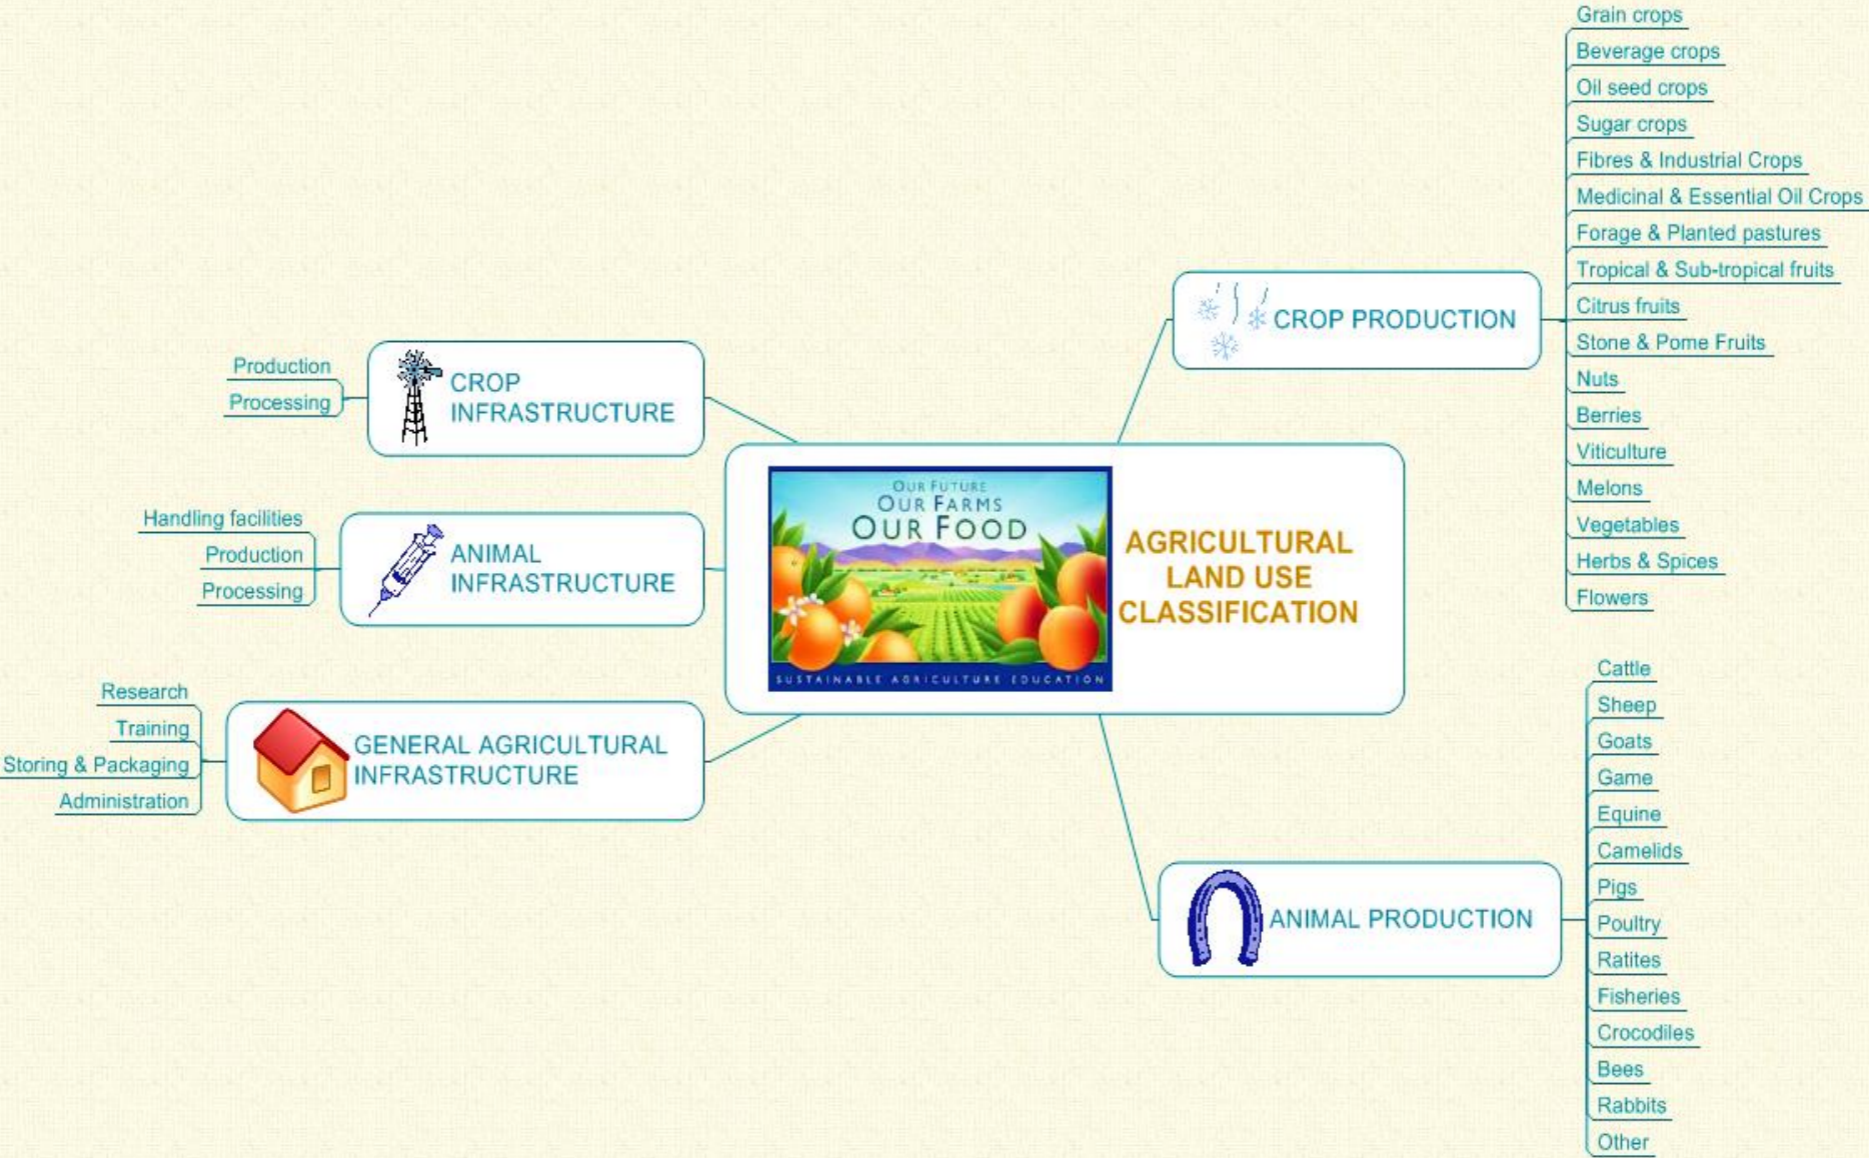 Grain crops
Beverage crops
Oil seed crops
Sugar crops
Fibres & Industrial Crops
Medicinal & Essential Oil Crops
Forage & Planted pastures
Tropical & Sub-tropical fruits
Citrus fruits
Stone & Pome Fruits
Nuts
Berries
Viticulture
Melons
Vegetables
Herbs & Spices
Flowers
CROP PRODUCTION
Production
Processing
CROP
INFRASTRUCTURE
Handling facilities
Production
Processing
ANIMAL
INFRASTRUCTURE
OUR FUTURE
OUR FARMS
OUR FOOD
SUSTAINABLE AGRICULTURE EDUCATION
AGRICULTURAL
LAND USE
CLASSIFICATION
Research
Training
Storing & Packaging
Administration
GENERAL AGRICULTURAL
INFRASTRUCTURE
ANIMAL PRODUCTION
Cattle
Sheep
Goats
Game
Equine
Camelids
Pigs
Poultry
Ratites
Fisheries
Crocodiles
Bees
Rabbits
Other